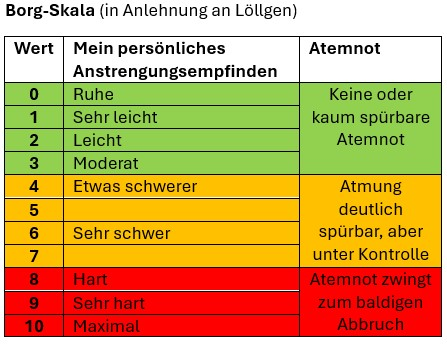 Borg-Skala (in Anlehnung an Löllgen)
Wert Mein persönliches Anstrengungsempfinden Atemnot
0 Ruhe Keine oder
1 Sehr leicht kaum spürbare
2 Leicht Atemnot
3 Moderat
4 Etwas schwerer Atmung
5 deutlich
6 Sehr schwer spürbar, aber
7 unter Kontrolle
8 Hart Atemnot zwingt
9 Sehr hart zum baldigen
10 Maximal Abbruch